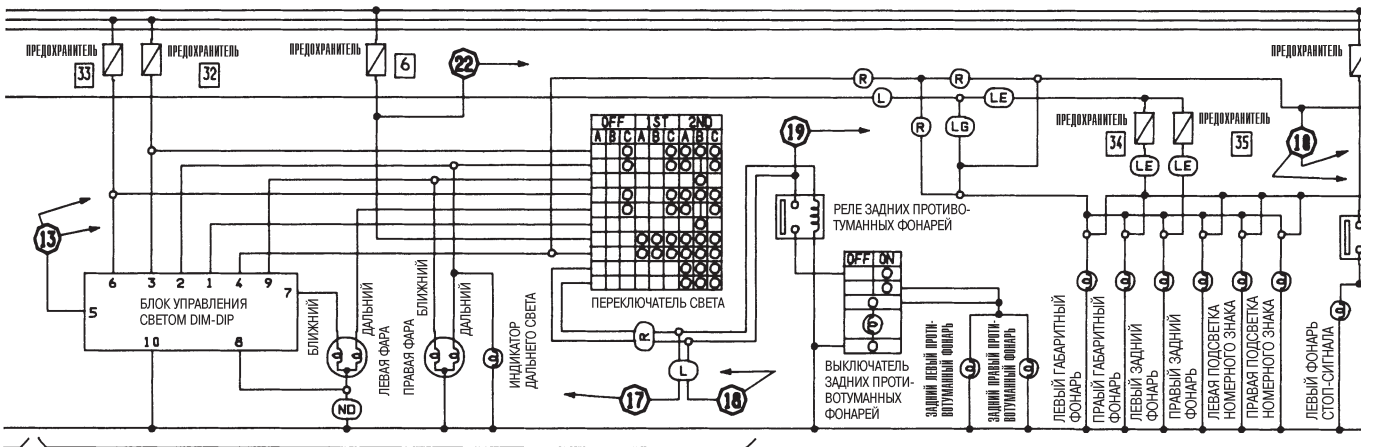 ПРЕДОХРАНИТЕЛЬ
33
ПРЕДОХРАНИТЕЛЬ
32
ПРЕДОХРАНИТЕЛЬ
6
22
ПРЕДОХРАНИТЕЛЬ
R
R
L
LE
R
LG
ПРЕДОХРАНИТЕЛЬ
34
ПРЕДОХРАНИТЕЛЬ
35
LE
LE
18
OFF 1ST 2ND
A B C A B C A B C
19
РЕЛЕ ЗАДНИХ ПРОТИВО-
ТУМАННЫХ ФОНАРЕЙ
13
6 3 2 1 4 9
7
5
БЛОК УПРАВЛЕНИЯ
СВЕТОМ DIM-DIP
10 8
БЛИЖНИЙ
ДАЛЬНИЙ
ЛЕВАЯ ФАРА
ПРАВАЯ ФАРА
БЛИЖНИЙ
ДАЛЬНИЙ
ИНДИКАТОР
ДАЛЬНЕГО СВЕТА
ND
ПЕРЕКЛЮЧАТЕЛЬ СВЕТА
R
L
17
18
OFF ON
ВЫКЛЮЧАТЕЛЬ
ЗАДНИХ ПРОТИ-
ВОТУМАННЫХ
ФОНАРЕЙ
ЗАДНИЙ ЛЕВЫЙ ПРОТИ-
ВОТУМАННЫЙ ФОНАРЬ
ЗАДНИЙ ПРАВЫЙ ПРОТИ-
ВОТУМАННЫЙ ФОНАРЬ
ЛЕВЫЙ ГАБАРИТНЫЙ
ФОНАРЬ
ПРАЫЙ ГАБАРИТНЫЙ
ФОНАРЬ
ЛЕВЫЙ ЗАДНИЙ
ФОНАРЬ
ПРАВЫЙ ЗАДНИЙ
ФОНАРЬ
ЛЕВАЯ ПОДСВЕТКА
НОМЕРНОГО ЗНАКА
ПРАВАЯ ПОДСВЕТКА
НОМЕРНОГО ЗНАКА
ЛЕВЫЙ ФОНАРЬ
СТОП-СИГНАЛА